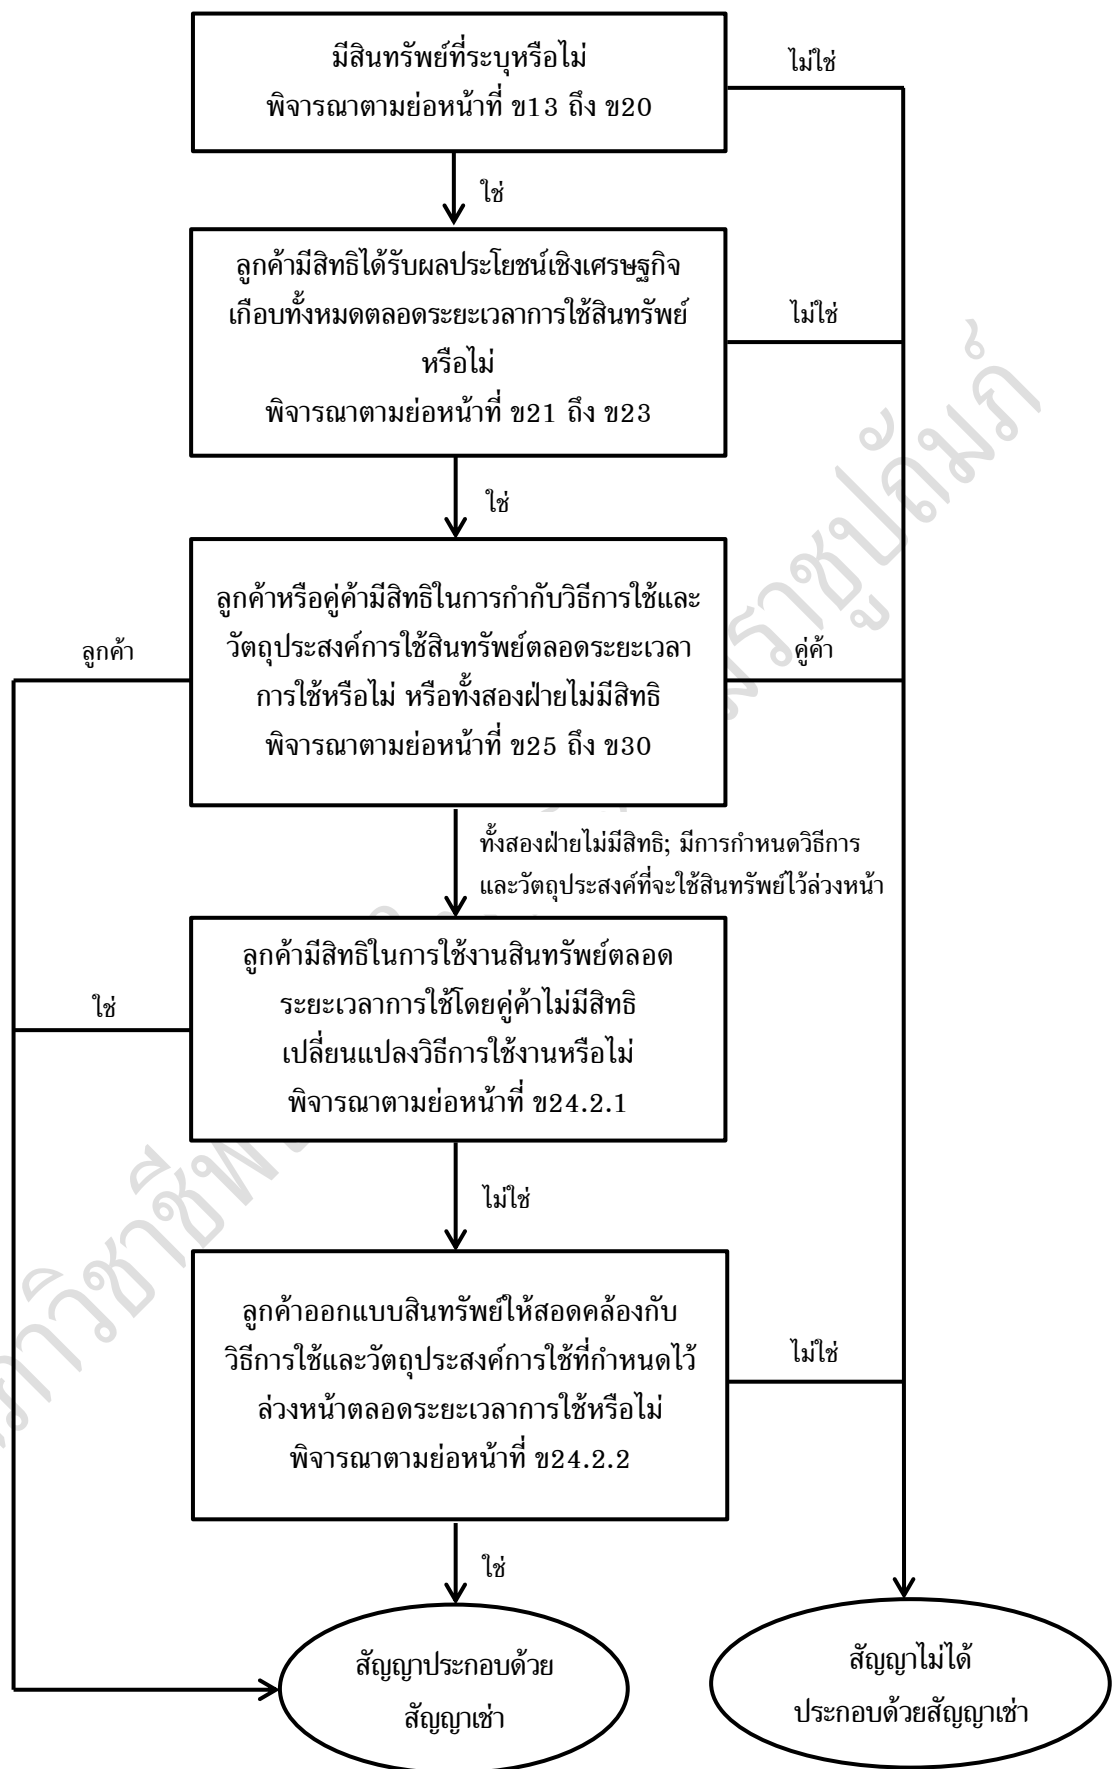 มีสินทรัพย์ที่ระบุหรือไม่
พิจารณาตามย่อหน้าที่ ข13 ถึง ข20
ไม่ใช่
ใช่
ลูกค้ามีสิทธิได้รับผลประโยชน์เชิงเศรษฐกิจ
เกือบทั้งหมดตลอดระยะเวลาการใช้สินทรัพย์
หรือไม่
พิจารณาตามย่อหน้าที่ ข21 ถึง ข23
ไม่ใช่
ใช่
ลูกค้าหรือคู่ค้ามีสิทธิในการกำกับวิธีการใช้และ
วัตถุประสงค์การใช้สินทรัพย์ตลอดระยะเวลา
การใช้หรือไม่ หรือทั้งสองฝ่ายไม่มีสิทธิ
พิจารณาตามย่อหน้าที่ ข25 ถึง ข30
ลูกค้า
คู่ค้า
ทั้งสองฝ่ายไม่มีสิทธิ; มีการกำหนดวิธีการ
และวัตถุประสงค์ที่จะใช้สินทรัพย์ไว้ล่วงหน้า
ลูกค้ามีสิทธิในการใช้งานสินทรัพย์ตลอด
ระยะเวลาการใช้โดยคู่ค้าไม่มีสิทธิ
เปลี่ยนแปลงวิธีการใช้งานหรือไม่
พิจารณาตามย่อหน้าที่ ข24.2.1
ใช่
ไม่ใช่
ลูกค้าออกแบบสินทรัพย์ให้สอดคล้องกับ
วิธีการใช้และวัตถุประสงค์การใช้ที่กำหนดไว้
ล่วงหน้าตลอดระยะเวลาการใช้หรือไม่
พิจารณาตามย่อหน้าที่ ข24.2.2
ไม่ใช่
ใช่
สัญญาประกอบด้วย
สัญญาเช่า
สัญญาไม่ได้
ประกอบด้วยสัญญาเช่า